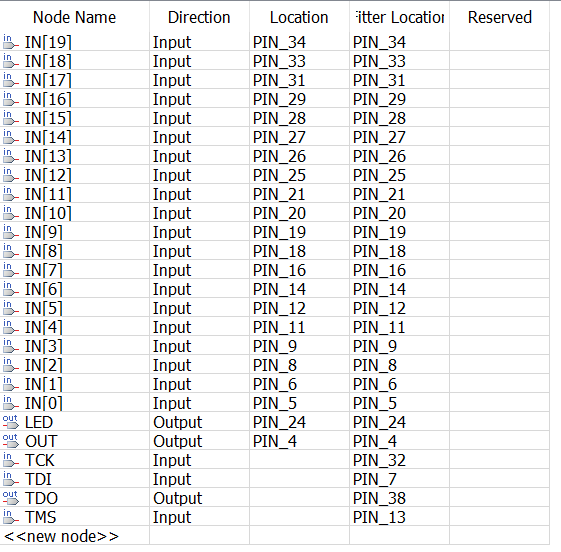 Node Name Direction Location Fitter Location Reserved
in IN[19] Input PIN_34 PIN_34
in IN[18] Input PIN_33 PIN_33
in IN[17] Input PIN_31 PIN_31
in IN[16] Input PIN_29 PIN_29
in IN[15] Input PIN_28 PIN_28
in IN[14] Input PIN_27 PIN_27
in IN[13] Input PIN_26 PIN_26
in IN[12] Input PIN_25 PIN_25
in IN[11] Input PIN_21 PIN_21
in IN[10] Input PIN_20 PIN_20
in IN[9] Input PIN_19 PIN_19
in IN[8] Input PIN_18 PIN_18
in IN[7] Input PIN_16 PIN_16
in IN[6] Input PIN_14 PIN_14
in IN[5] Input PIN_12 PIN_12
in IN[4] Input PIN_11 PIN_11
in IN[3] Input PIN_9 PIN_9
in IN[2] Input PIN_8 PIN_8
in IN[1] Input PIN_6 PIN_6
in IN[0] Input PIN_5 PIN_5
out LED Output PIN_24 PIN_24
out OUT Output PIN_4 PIN_4
in TCK Input PIN_32
in TDI Input PIN_7
out TDO Output PIN_38
in TMS Input PIN_13
<<new node>>